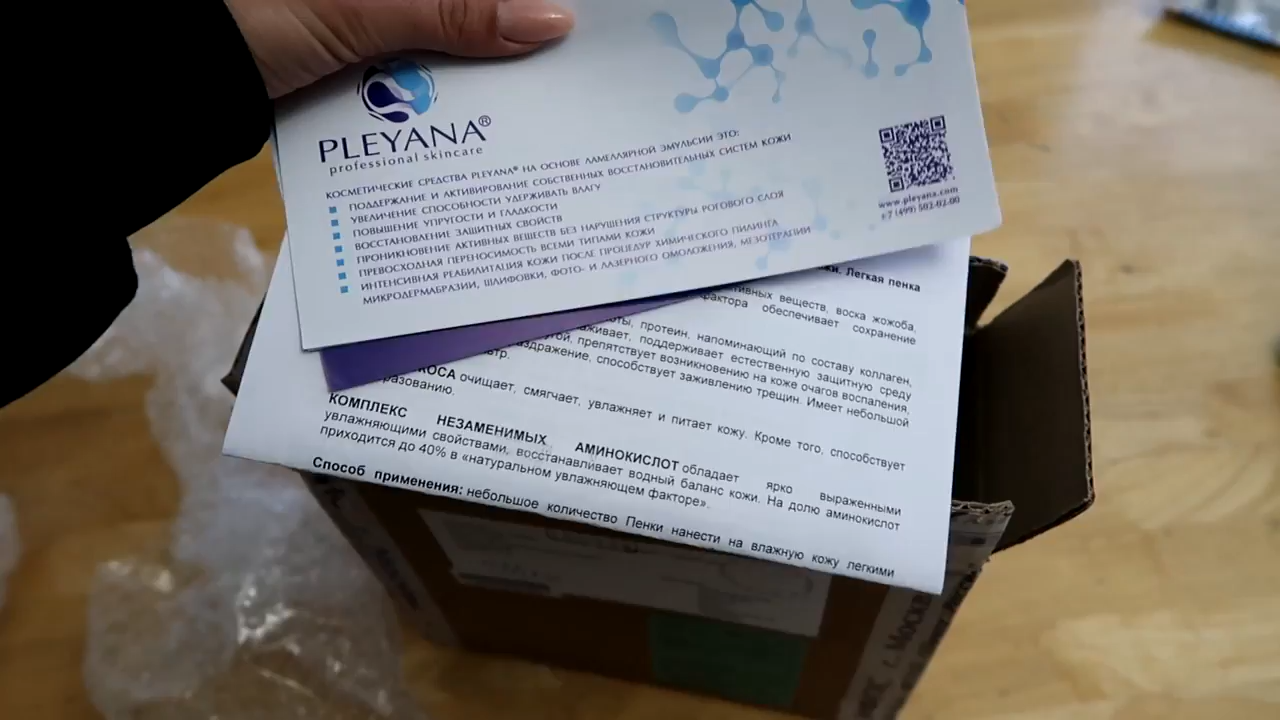 PLEYANA®
professional skincare
КОСМЕТИЧЕСКИЕ СРЕДСТВА PLEYANA® НА ОСНОВЕ ЛАМЕЛЛЯРНОЙ ЭМУЛЬСИИ ЭТО:
ПОДДЕРЖАНИЕ И АКТИВИРОВАНИЕ СОБСТВЕННЫХ ВОССТАНОВИТЕЛЬНЫХ СИСТЕМ КОЖИ
УВЕЛИЧЕНИЕ СПОСОБНОСТИ УДЕРЖИВАТЬ ВЛАГУ
ПОВЫШЕНИЕ УПРУГОСТИ И ГЛАДКОСТИ
ВОССТАНОВЛЕНИЕ ЗАЩИТНЫХ СВОЙСТВ
ПРОНИКНОВЕНИЕ АКТИВНЫХ ВЕЩЕСТВ БЕЗ НАРУШЕНИЯ СТРУКТУРЫ РОГОВОГО СЛОЯ
ПРЕВОСХОДНАЯ ПЕРЕНОСИМОСТЬ ВСЕМИ ТИПАМИ КОЖИ
ИНТЕНСИВНАЯ РЕАБИЛИТАЦИЯ КОЖИ ПОСЛЕ ПРОЦЕДУР ХИМИЧЕСКОГО ПИЛИНГА
МИКРОДЕРМАБРАЗИИ, ШЛИФОВКИ, ФОТО- И ЛАЗЕРНОГО ОМОЛОЖЕНИЯ, МЕЗОТЕРАПИИ
www.pleyana.com
+7 (499) 502-02-00
Легкая пенка
веществ, воска жожоба,
фактора обеспечивает сохранение
протеин, напоминающий по составу коллаген,
поддерживает естественную защитную среду
препятствует возникновению на коже очагов воспаления,
раздражение, способствует заживлению трещин. Имеет небольшой
очищает, смягчает, увлажняет и питает кожу. Кроме того, способствует
КОМПЛЕКС НЕЗАМЕНИМЫХ АМИНОКИСЛОТ обладает ярко выраженными
увлажняющими свойствами, восстанавливает водный баланс кожи. На долю аминокислот
приходится до 40% в «натуральном увлажняющем факторе».
Способ применения: небольшое количество Пенки нанести на влажную кожу легкими
г. Москва